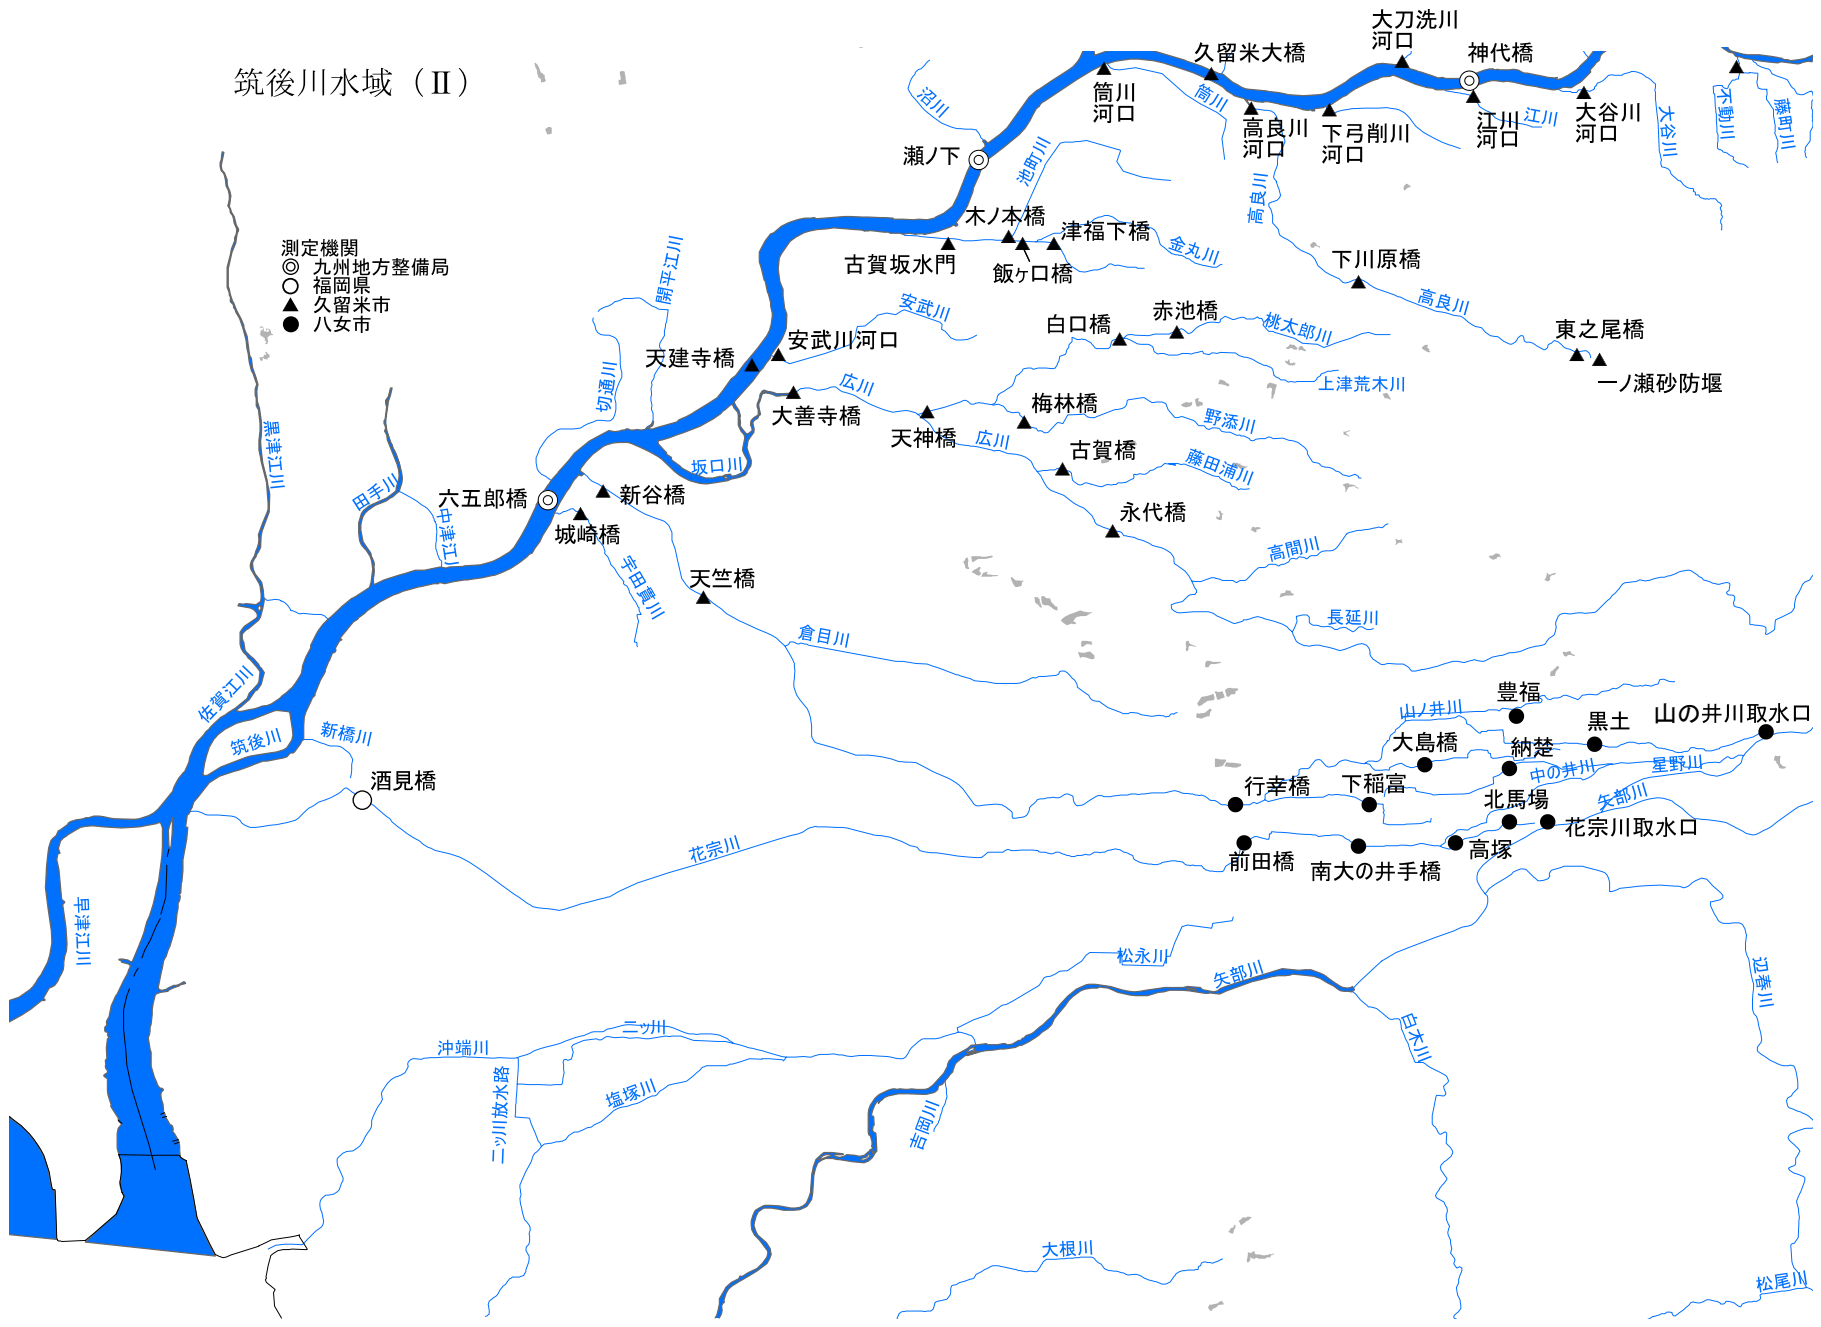 筑後川水域（Ⅱ）
測定機関
九州地方整備局
福岡県
久留米市
八女市
大刀洗川
河口
神代橋
久留米大橋
筒川
河口
筒川
高良川
河口
下弓削川
河口
江川
河口
江川
大谷川
河口
大谷川
不動川
藤町川
沼川
瀬ノ下
池町川
高良川
木ノ本橋
津福下橋
金丸川
古賀坂水門
飯ヶ口橋
下川原橋
高良川
東之尾橋
一ノ瀬砂防堰
開平江川
安武川
安武川河口
天建寺橋
切通川
白口橋
赤池橋
桃太郎川
上津荒木川
広川
大善寺橋
天神橋
梅林橋
野添川
広川
古賀橋
藤田浦川
坂口川
黒津江川
田手川
中津江川
六五郎橋
新谷橋
城崎橋
宇田貫川
天竺橋
永代橋
高間川
長延川
倉目川
佐賀江川
筑後川
新橋川
酒見橋
豊福
山ノ井川
黒土
山の井川取水口
大島橋
納楚
中の井川
星野川
行幸橋
下稲富
北馬場
矢部川
花宗川取水口
花宗川
前田橋
南大の井手橋
高塚
早津江川
松永川
矢部川
辺春川
白木川
沖端川
二ッ川
二ッ川放水路
塩塚川
吉岡川
大根川
松尾川